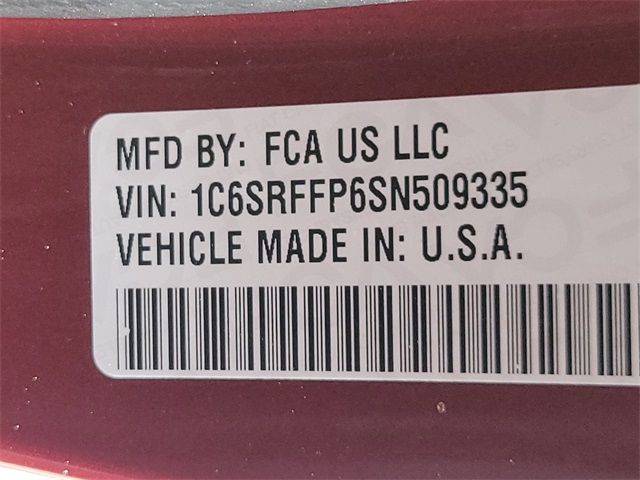 MFD BY: FCA US LLC
VIN: 1C6SRFFP6SN509335
VEHICLE MADE IN: U.S.A.